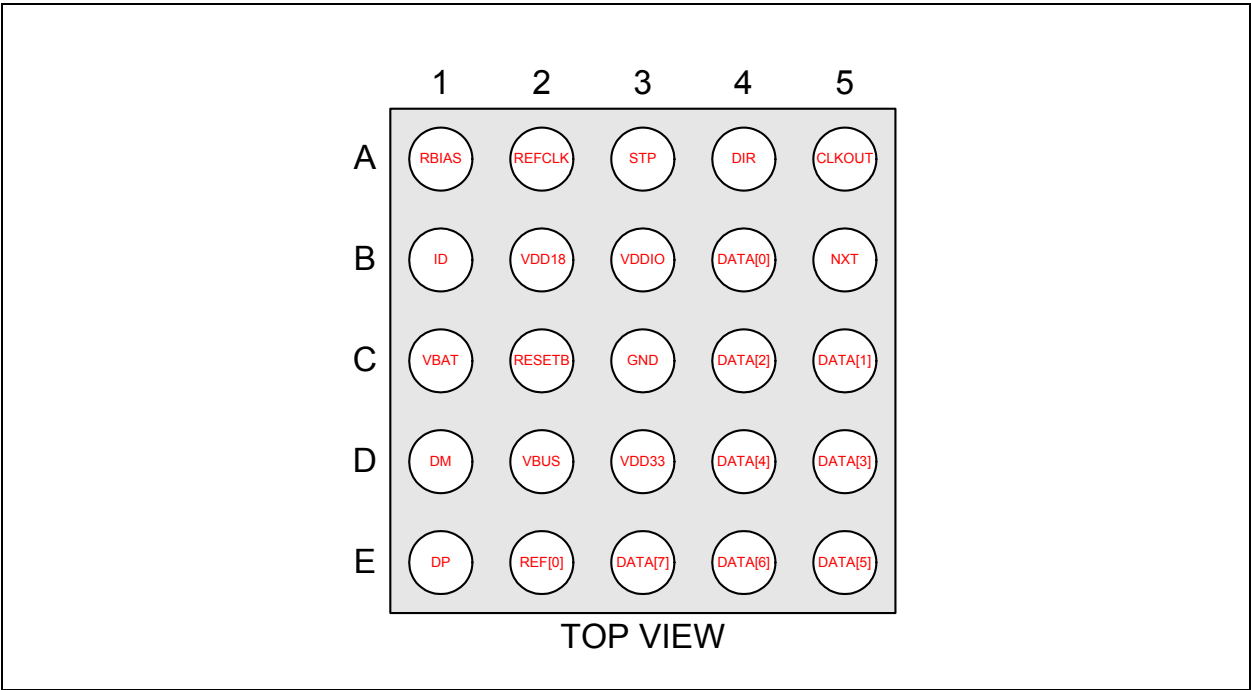 1 2 3 4 5
A RBIAS REFCLK STP DIR CLKOUT
B ID VDD18 VDDIO DATA[0] NXT
C VBAT RESETB GND DATA[2] DATA[1]
D DM VBUS VDD33 DATA[4] DATA[3]
E DP REF[0] DATA[7] DATA[6] DATA[5]
TOP VIEW